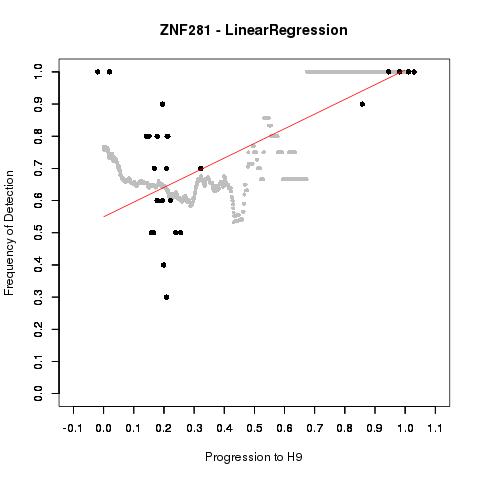 ZNF281 - LinearRegression
Frequency of Detection
1.0
0.9
0.8
0.7
0.6
0.5
0.4
0.3
0.2
0.1
0.0
-0.1 0.0 0.1 0.2 0.3 0.4 0.5 0.6 0.7 0.8 0.9 1.0 1.1
Progression to H9